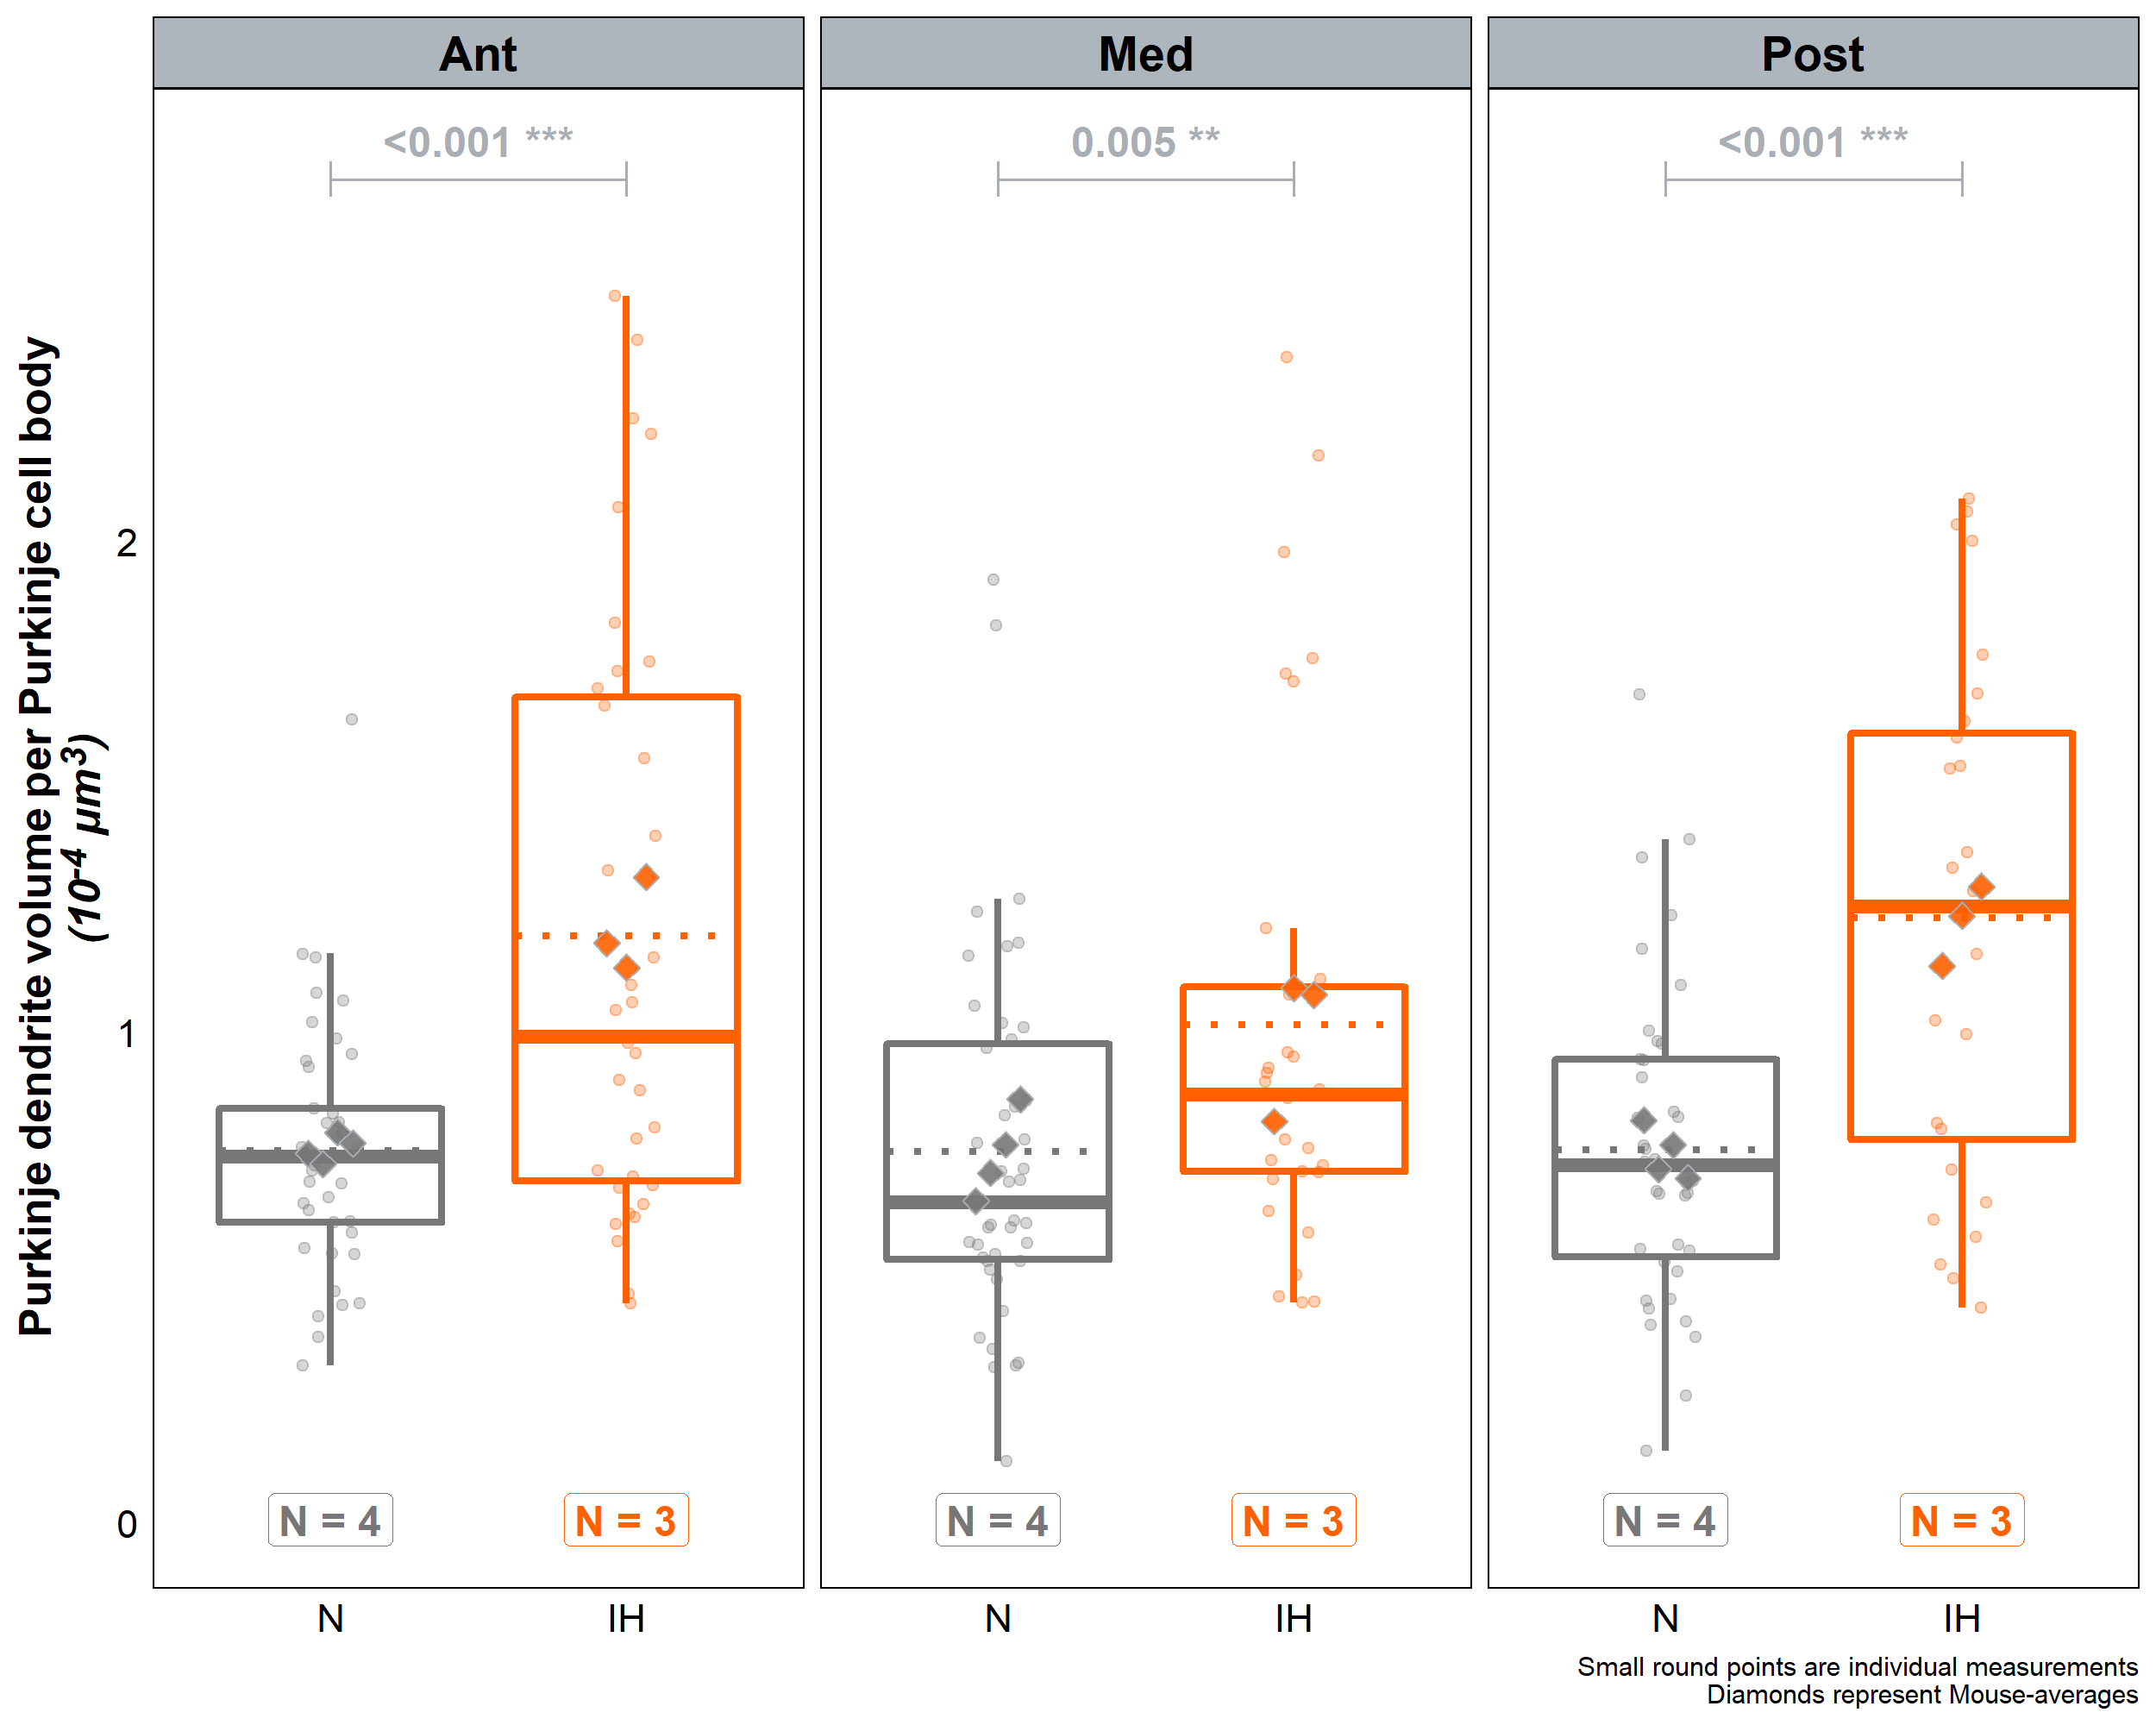 Ant
Med
Post
<0.001 ***
0.005 **
<0.001 ***
Purkinje dendrite volume per Purkinje cell body
(10⁻⁴ µm³)
2
1
0
N = 4
N = 3
N = 4
N = 3
N = 4
N = 3
N
IH
N
IH
N
IH
Small round points are individual measurements
Diamonds represent Mouse-averages